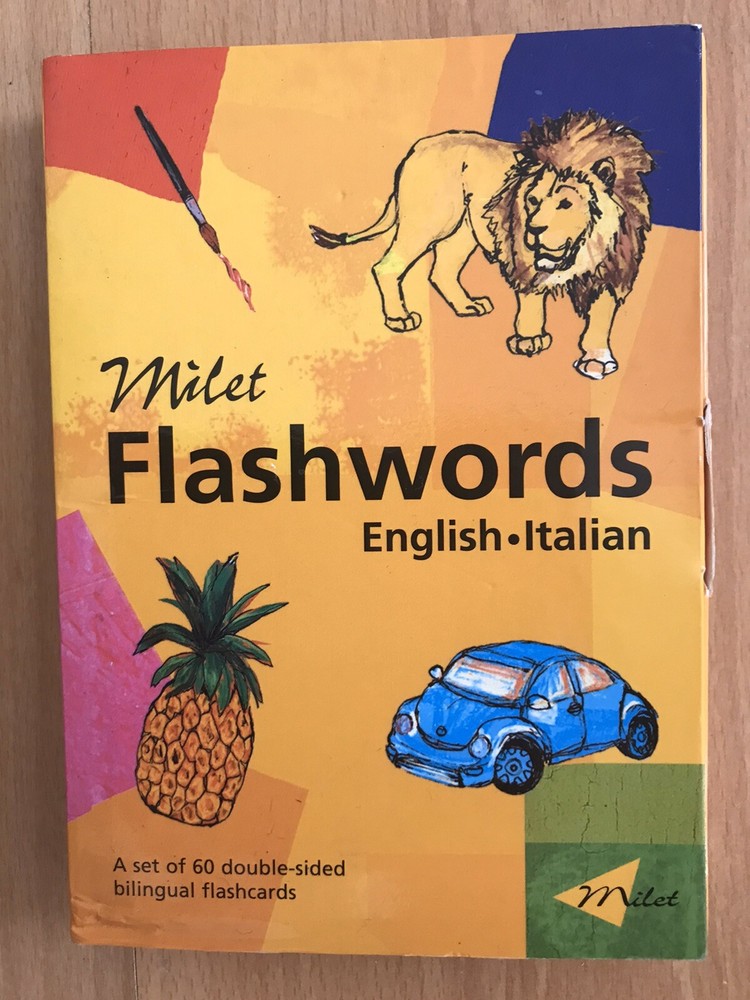 Milet
Flashwords
English•Italian
A set of 60 double-sided
bilingual flashcards
Milet